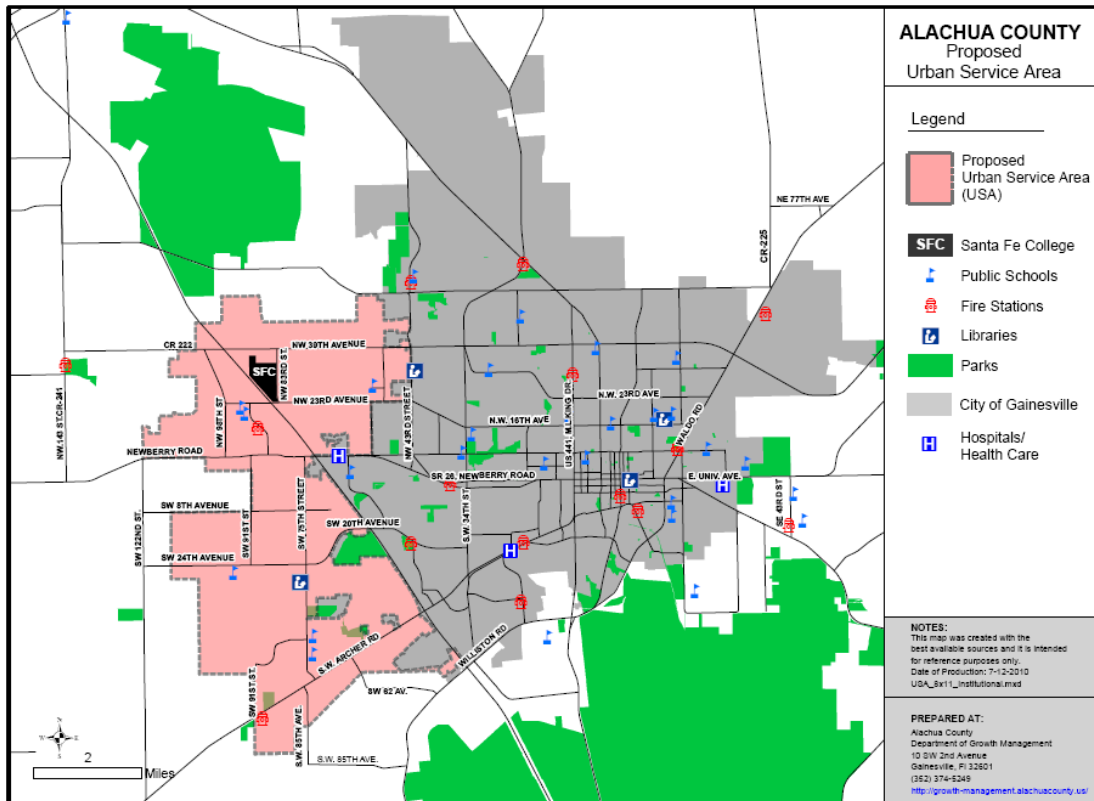 ALACHUA COUNTY
Proposed
Urban Service Area
Legend
Proposed
Urban Service Area
(USA)
SFC
Santa Fe College
Public Schools
Fire Stations
Libraries
Parks
City of Gainesville
H
Hospitals/
Health Care
NOTES:
This map was created with the
best available sources and it is intended
for reference purposes only.
Date of Production: 7-12-2010
USA_8x11_Institutional.mxd
PREPARED AT:
Alachua County
Department of Growth Management
10 SW 2nd Avenue
Gainesville, Fl 32601
(352) 374-5249
http://growth-management.alachuacounty.us/
NE 77TH AVE
CR-225
CR 222
NW 39TH AVENUE
SFC
NW 83RD ST.
NW 143 ST.CR-241
NW 98TH ST
NW 23RD AVENUE
NW 43RD STREET
N.W. 23RD AVE
N.W. 16TH AVE
US 441; M.L.KING DR.
WALDO RD
NEWBERRY ROAD
H
SR 26. NEWBERRY ROAD
E. UNIV. AVE.
H
SW 8TH AVENUE
SW 20TH AVENUE
SW 24TH AVENUE
SW 122ND ST.
SW 91ST ST
SW 75TH STREET
S.W. 34TH ST
SE 43RD ST
H
S.W. ARCHER RD
WILLISTON RD
SW 62 AV.
SW 91ST.ST.
S.W. 85TH AVE.
S.W. 85TH AVE.
N
W
E
S
2
Miles